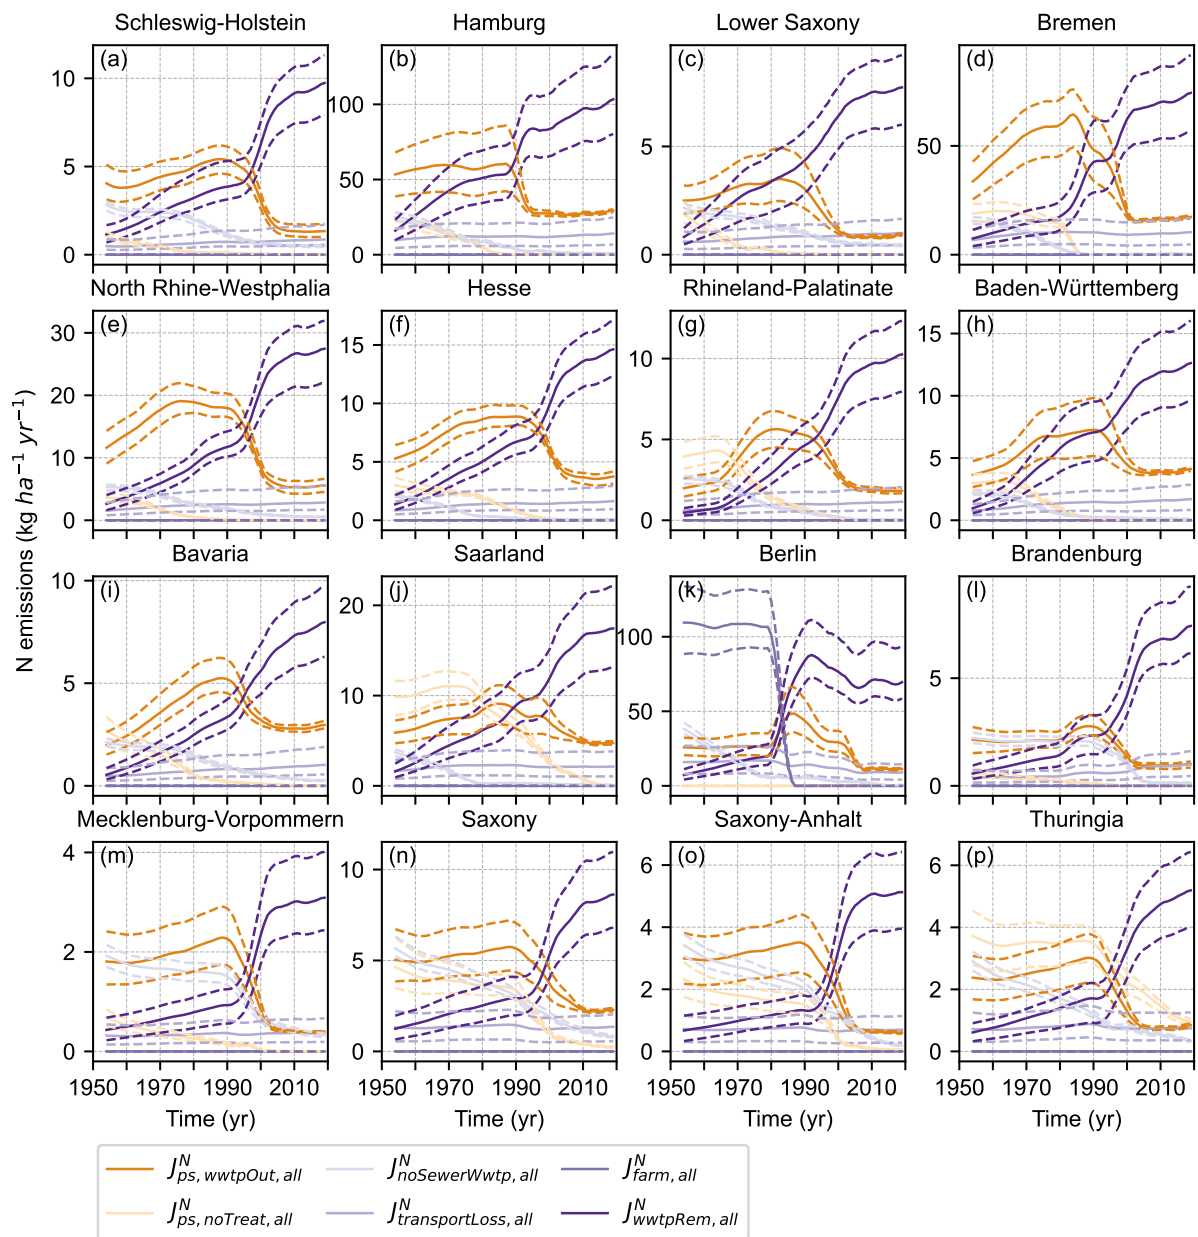 Schleswig-Holstein Hamburg Lower Saxony Bremen
(a) (b) (c) (d)
10 5 0
100 50 0
5 0
50 0
North Rhine-Westphalia Hesse Rhineland-Palatinate Baden-Württemberg
(e) (f) (g) (h)
30 20 10 0
15 10 5 0
10 5 0
15 10 5 0
N emissions (kg ha⁻¹ yr⁻¹)
Bavaria Saarland Berlin Brandenburg
(i) (j) (k) (l)
10 5 0
20 10 0
100 50 0
5 0
Mecklenburg-Vorpommern Saxony Saxony-Anhalt Thuringia
(m) (n) (o) (p)
4 2 0
10 5 0
6 4 2 0
6 4 2 0
1950 1970 1990 2010 1950 1970 1990 2010 1950 1970 1990 2010 1950 1970 1990 2010
Time (yr) Time (yr) Time (yr) Time (yr)
J^N_ps, wwtpOut, all J^N_noSewerWwtp, all J^N_farm, all
J^N_ps, noTreat, all J^N_transportLoss, all J^N_wwtpRem, all